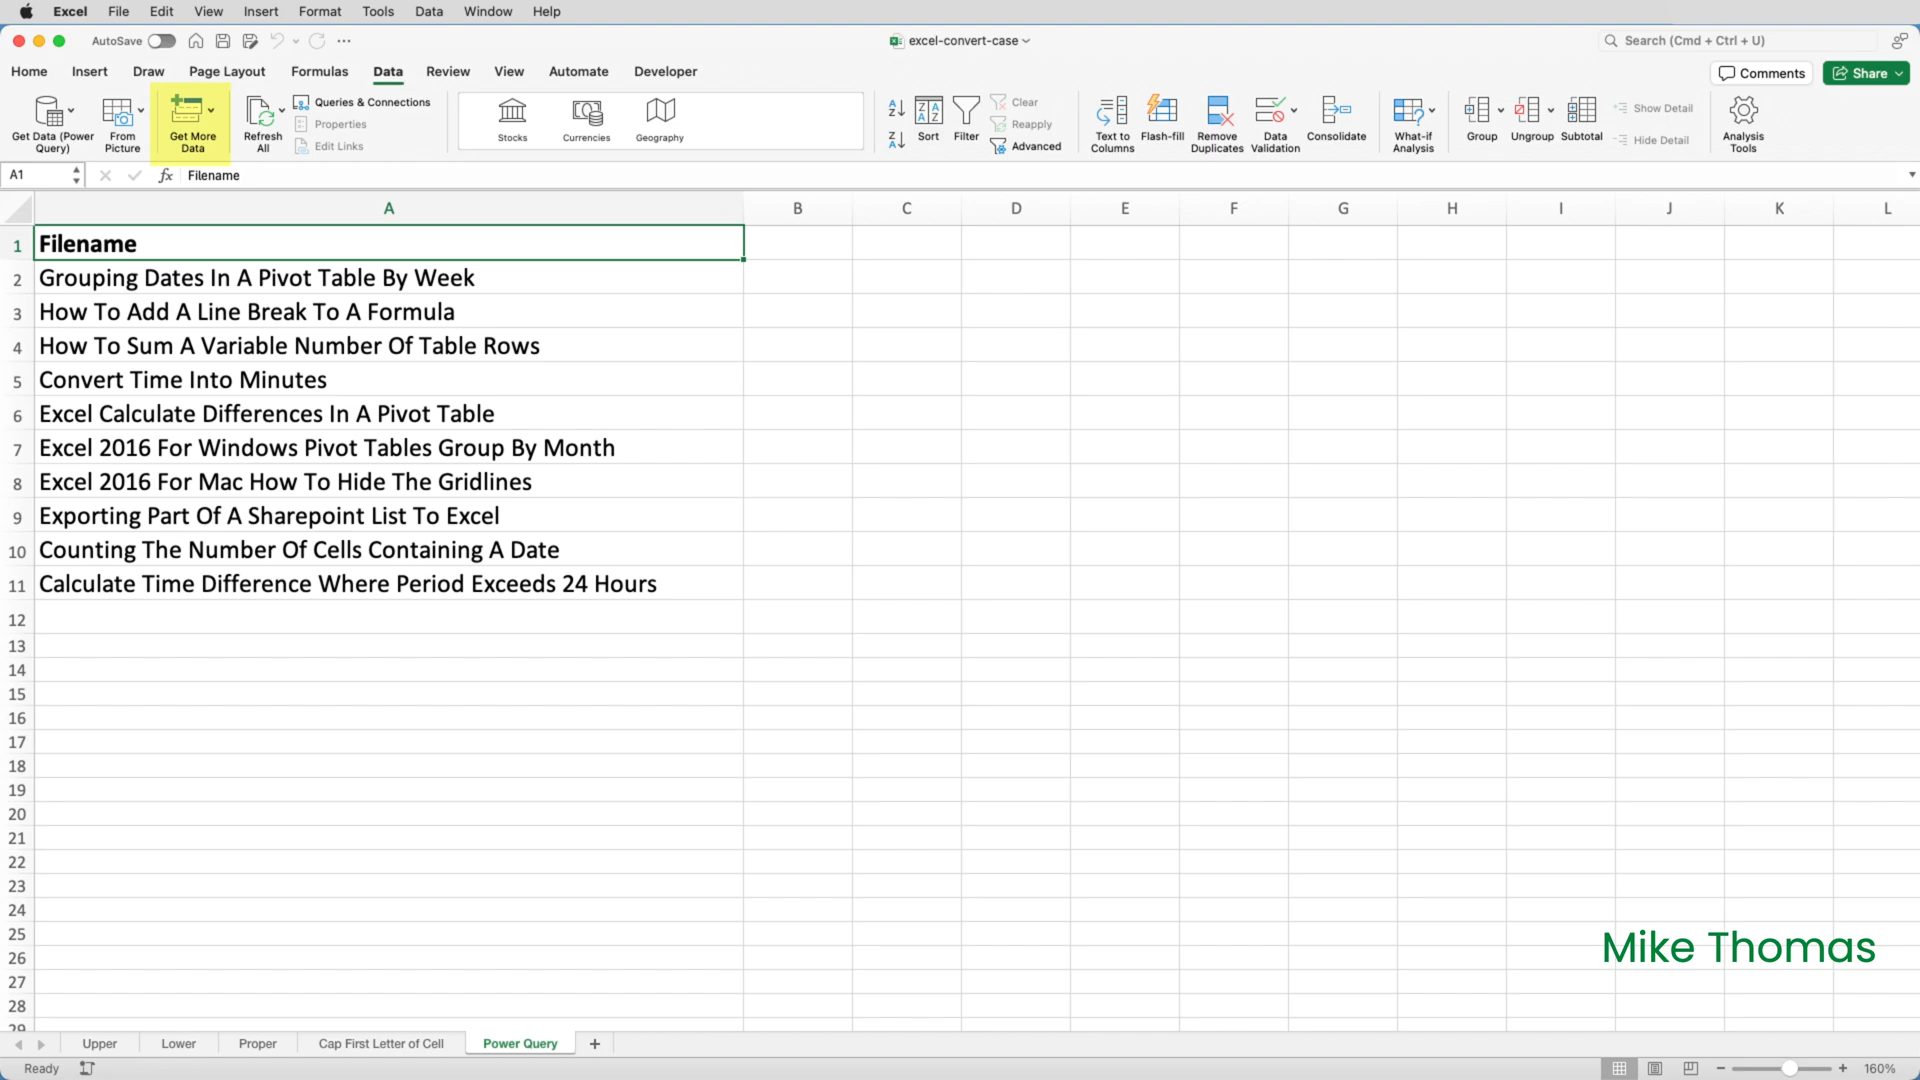 Excel File Edit View Insert Format Tools Data Window Help
AutoSave excel-convert-case Search (Cmd + Ctrl + U)
Home Insert Draw Page Layout Formulas Data Review View Automate Developer Comments Share
Get Data (Power Query)
From Picture
Get More Data
Refresh All
Queries & Connections
Properties
Edit Links
Stocks
Currencies
Geography
Sort
Filter
Clear
Reapply
Advanced
Text to Columns
Flash-fill
Remove Duplicates
Data Validation
Consolidate
What-if Analysis
Group
Ungroup
Subtotal
Show Detail
Hide Detail
Analysis Tools
A1 fx Filename
A B C D E F G H I J K L
1 Filename
2 Grouping Dates In A Pivot Table By Week
3 How To Add A Line Break To A Formula
4 How To Sum A Variable Number Of Table Rows
5 Convert Time Into Minutes
6 Excel Calculate Differences In A Pivot Table
7 Excel 2016 For Windows Pivot Tables Group By Month
8 Excel 2016 For Mac How To Hide The Gridlines
9 Exporting Part Of A Sharepoint List To Excel
10 Counting The Number Of Cells Containing A Date
11 Calculate Time Difference Where Period Exceeds 24 Hours
12
13
14
15
16
17
18
19
20
21
22
23
24
25
26
27
28
29
Mike Thomas
Upper Lower Proper Cap First Letter of Cell Power Query +
Ready 160%